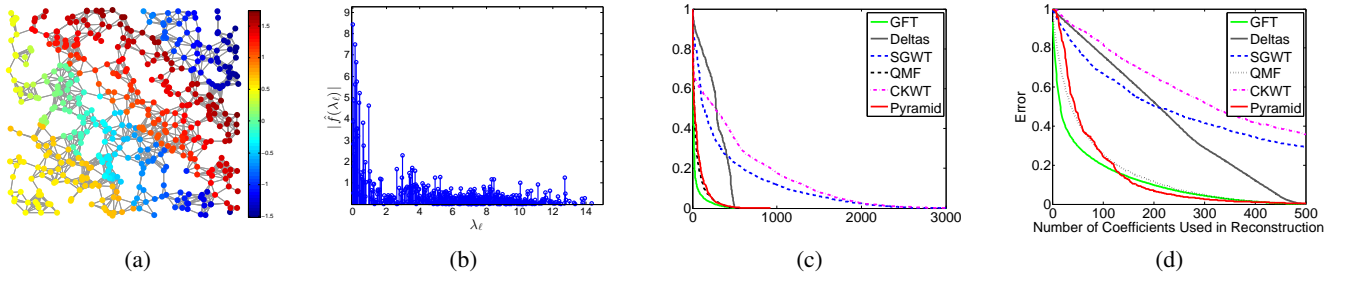 1.5
1
0.5
0
−0.5
−1
−1.5
(a)
9
8
7
6
5
4
3
2
1
|f̂(λℓ)|
0 2 4 6 8 10 12 14
λℓ
(b)
1
0.8
0.6
0.4
0.2
0
0 1000 2000 3000
GFT
Deltas
SGWT
QMF
CKWT
Pyramid
(c)
1
0.8
0.6
0.4
0.2
0
Error
0 100 200 300 400 500
Number of Coefficients Used in Reconstruction
GFT
Deltas
SGWT
QMF
CKWT
Pyramid
(d)